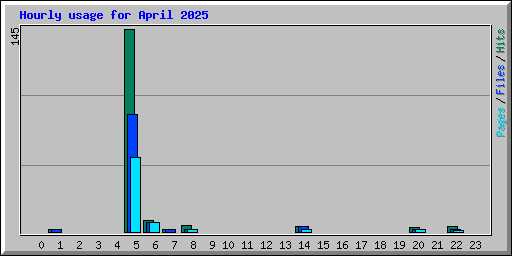 Hourly usage for April 2025
145
Pages/Files/Hits
0 1 2 3 4 5 6 7 8 9 10 11 12 13 14 15 16 17 18 19 20 21 22 23